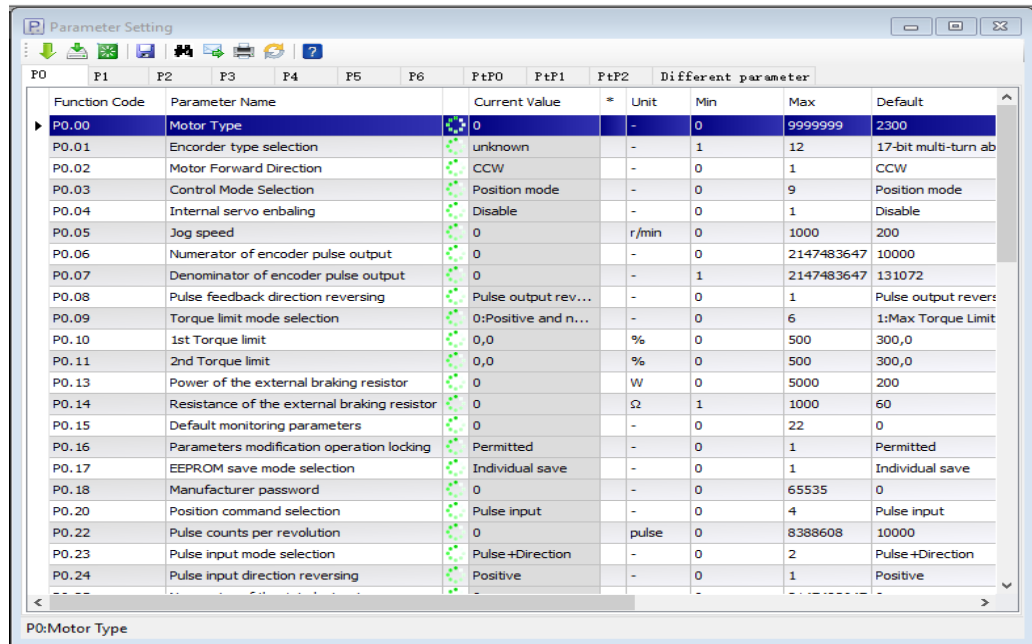 Parameter Setting
P0 P1 P2 P3 P4 P5 P6 PtP0 PtP1 PtP2 Different parameter
Function Code Parameter Name Current Value * Unit Min Max Default
P0.00 Motor Type 0 - 0 9999999 2300
P0.01 Encorder type selection unknown - 1 12 17-bit multi-turn ab
P0.02 Motor Forward Direction CCW - 0 1 CCW
P0.03 Control Mode Selection Position mode - 0 9 Position mode
P0.04 Internal servo enbaling Disable - 0 1 Disable
P0.05 Jog speed 0 r/min 0 1000 200
P0.06 Numerator of encoder pulse output 0 - 0 2147483647 10000
P0.07 Denominator of encoder pulse output 0 - 1 2147483647 131072
P0.08 Pulse feedback direction reversing Pulse output rev... - 0 1 Pulse output revers
P0.09 Torque limit mode selection 0:Positive and n... - 0 6 1:Max Torque Limit
P0.10 1st Torque limit 0,0 % 0 500 300,0
P0.11 2nd Torque limit 0,0 % 0 500 300,0
P0.13 Power of the external braking resistor 0 W 0 5000 200
P0.14 Resistance of the external braking resistor 0 Ω 1 1000 60
P0.15 Default monitoring parameters 0 - 0 22 0
P0.16 Parameters modification operation locking Permitted - 0 1 Permitted
P0.17 EEPROM save mode selection Individual save - 0 1 Individual save
P0.18 Manufacturer password 0 - 0 65535 0
P0.20 Position command selection Pulse input - 0 4 Pulse input
P0.22 Pulse counts per revolution 0 pulse 0 8388608 10000
P0.23 Pulse input mode selection Pulse+Direction - 0 2 Pulse+Direction
P0.24 Pulse input direction reversing Positive - 0 1 Positive
P0:Motor Type